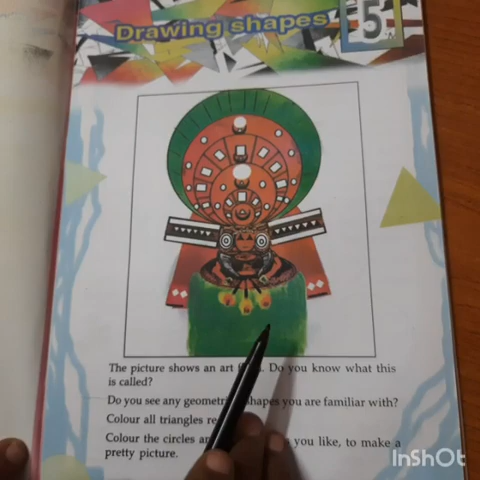 Drawing shapes
5
The picture shows an art f . Do you know what this
is called?
Do you see any geometri shapes you are familiar with?
Colour all triangles re
Colour the circles an s you like, to make a
pretty picture.
InShOt